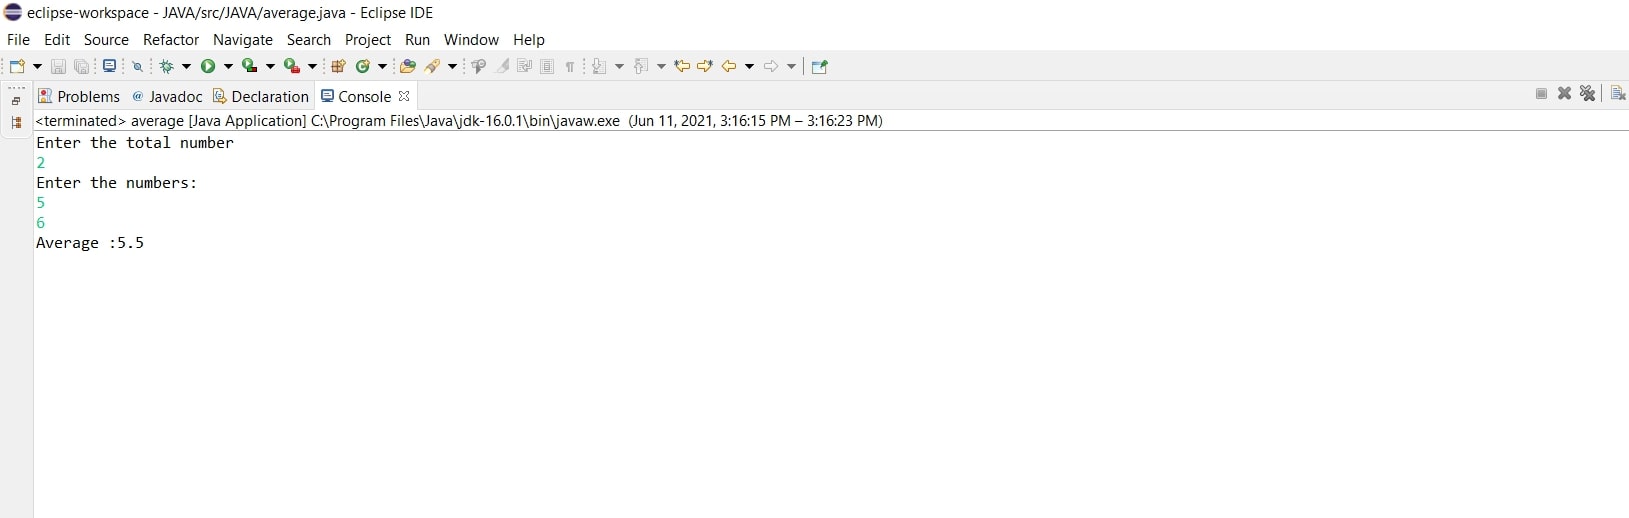 eclipse-workspace - JAVA/src/JAVA/average.java - Eclipse IDE
File Edit Source Refactor Navigate Search Project Run Window Help
Problems @ Javadoc Declaration Console
<terminated> average [Java Application] C:\Program Files\Java\jdk-16.0.1\bin\javaw.exe (Jun 11, 2021, 3:16:15 PM – 3:16:23 PM)
Enter the total number
2
Enter the numbers:
5
6
Average :5.5